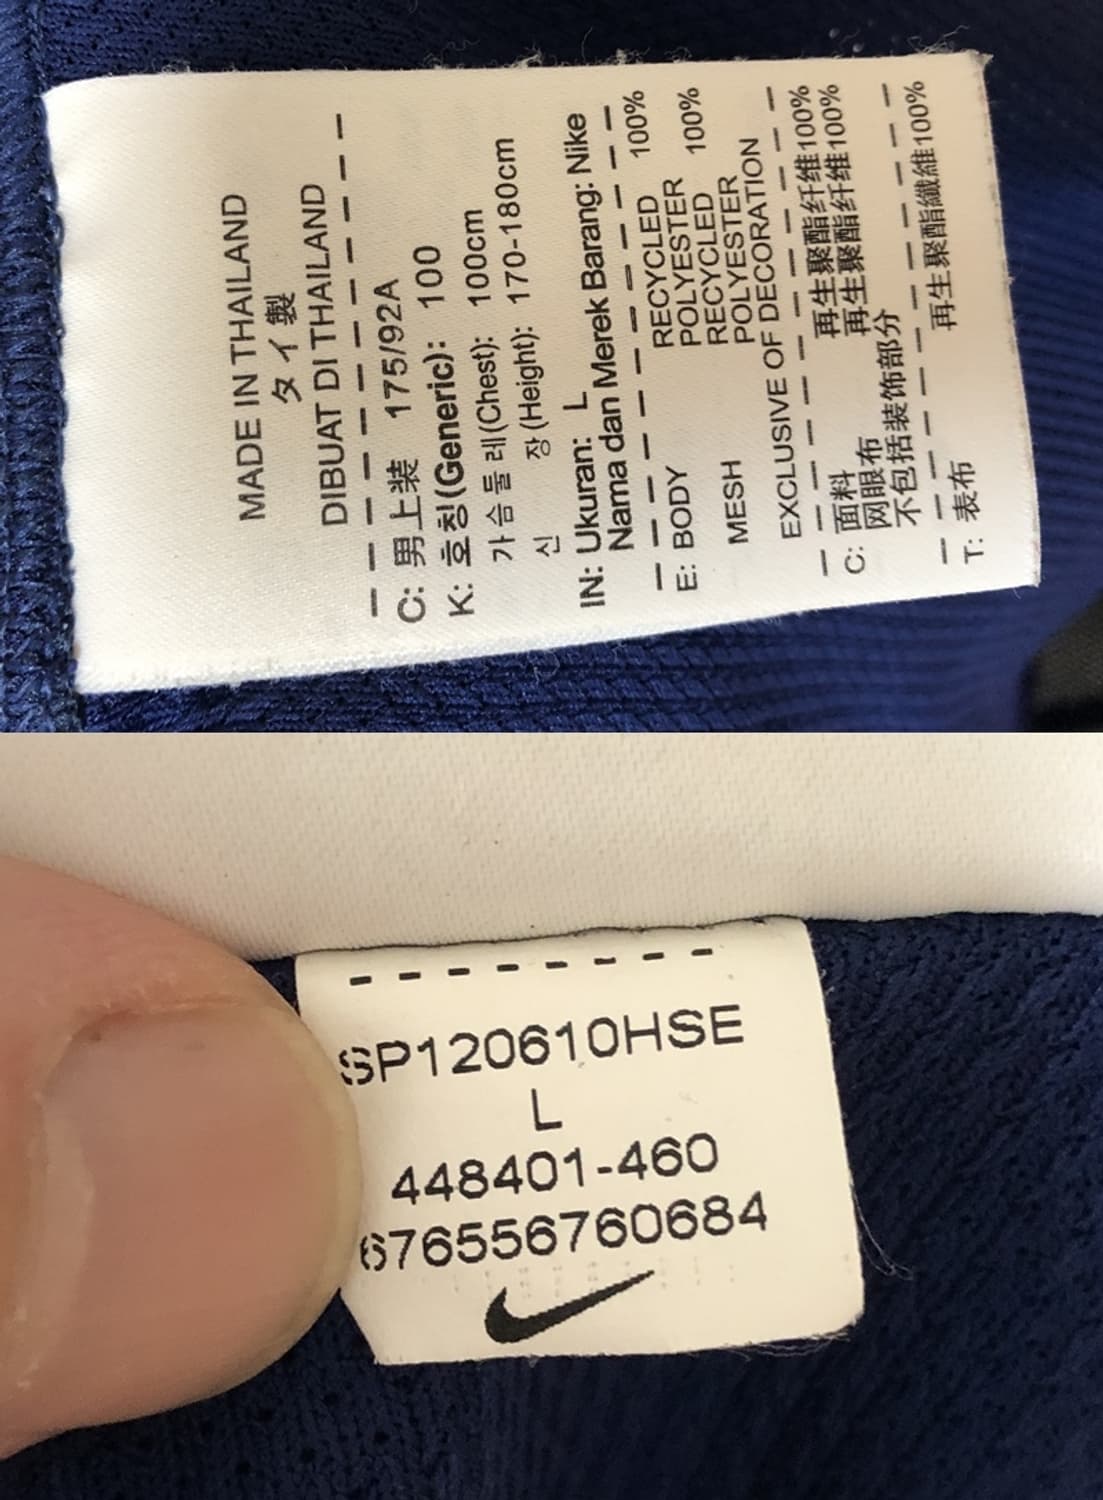 MADE IN THAILAND
タイ製
DIBUAT DI THAILAND
C: 男上装 175/92A
K: 호칭(Generic): 100
가슴둘레(Chest): 100cm
신 장(Height): 170-180cm
IN: Ukuran: L
Nama dan Merek Barang: Nike
E: BODY RECYCLED 100%
POLYESTER
MESH RECYCLED 100%
POLYESTER
EXCLUSIVE OF DECORATION
C: 面料 再生聚酯纤维100%
网眼布 再生聚酯纤维100%
不包括装饰部分
T: 表布 再生聚酯纖維100%
SP120610HSE
L
448401-460
676556760684